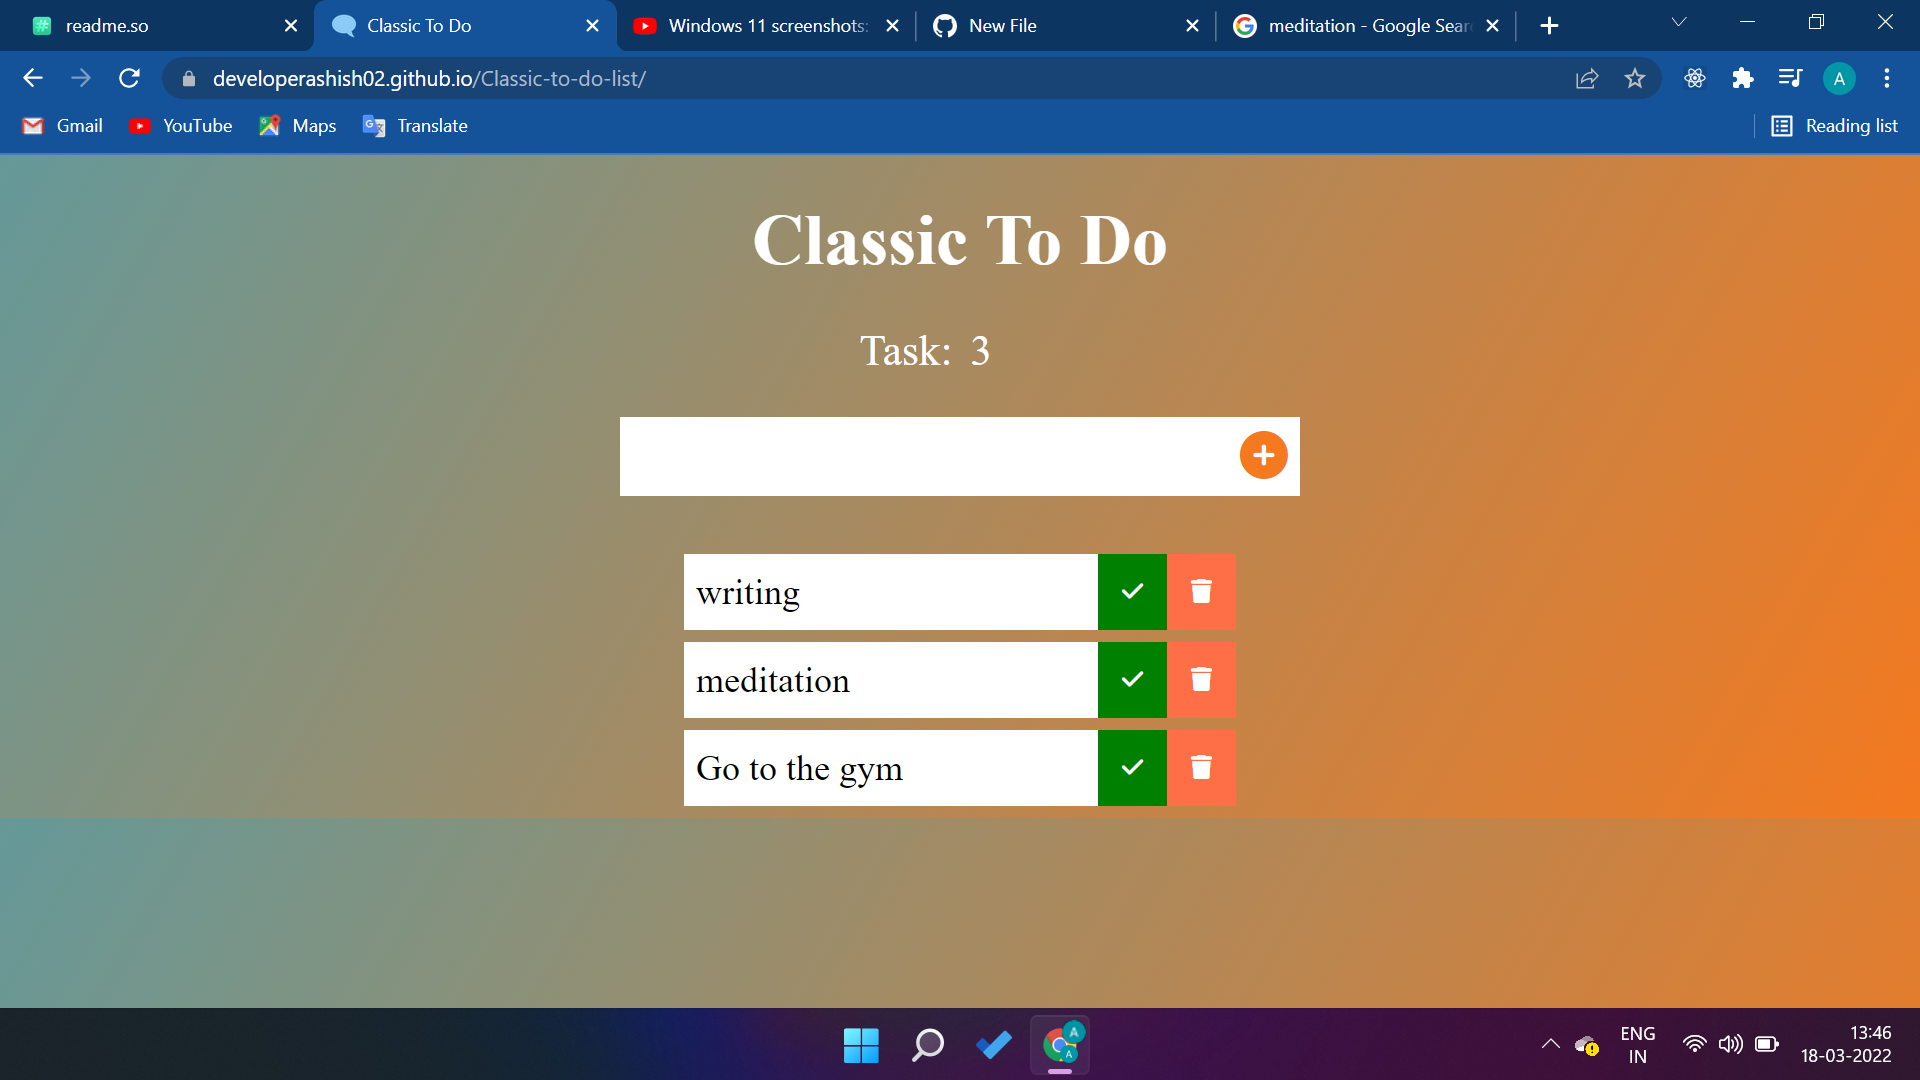 readme.so
Classic To Do
Windows 11 screenshots:
New File
meditation - Google Sear
developerashish02.github.io/Classic-to-do-list/
A
Gmail
YouTube
Maps
Translate
Reading list
Classic To Do
Task: 3
writing
meditation
Go to the gym
A
A
ENG
IN
13:46
18-03-2022